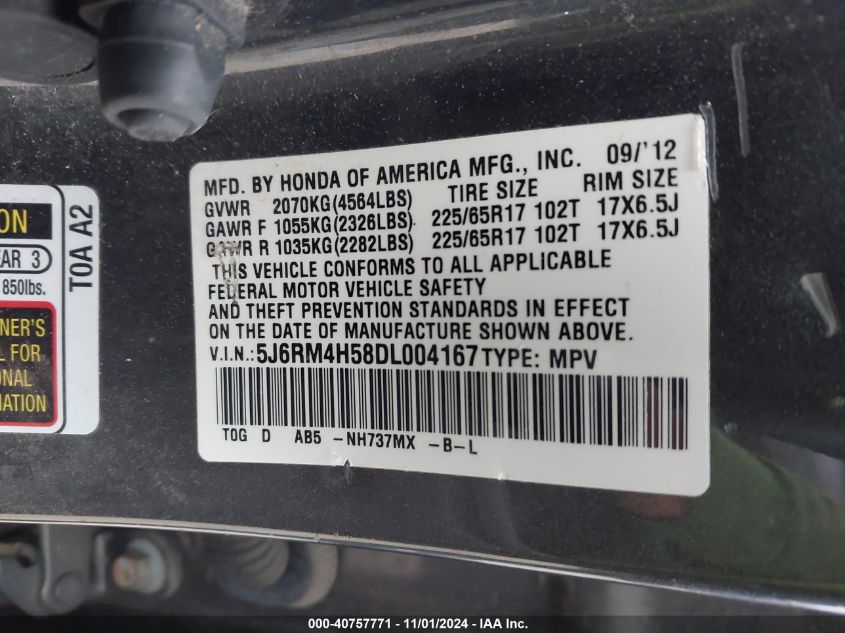 ON
EAR 3
850lbs.
NER'S
L FOR
ONAL
MATION
T0A A2
MFD. BY HONDA OF AMERICA MFG., INC. 09/'12
GVWR 2070KG(4564LBS) TIRE SIZE RIM SIZE
GAWR F 1055KG(2326LBS) 225/65R17 102T 17X6.5J
GAWR R 1035KG(2282LBS) 225/65R17 102T 17X6.5J
THIS VEHICLE CONFORMS TO ALL APPLICABLE
FEDERAL MOTOR VEHICLE SAFETY
AND THEFT PREVENTION STANDARDS IN EFFECT
ON THE DATE OF MANUFACTURE SHOWN ABOVE.
V.I.N.: 5J6RM4H58DL004167 TYPE: MPV
T0G D AB5 -NH737MX -B-L
000-40757771 - 11/01/2024 - IAA Inc.